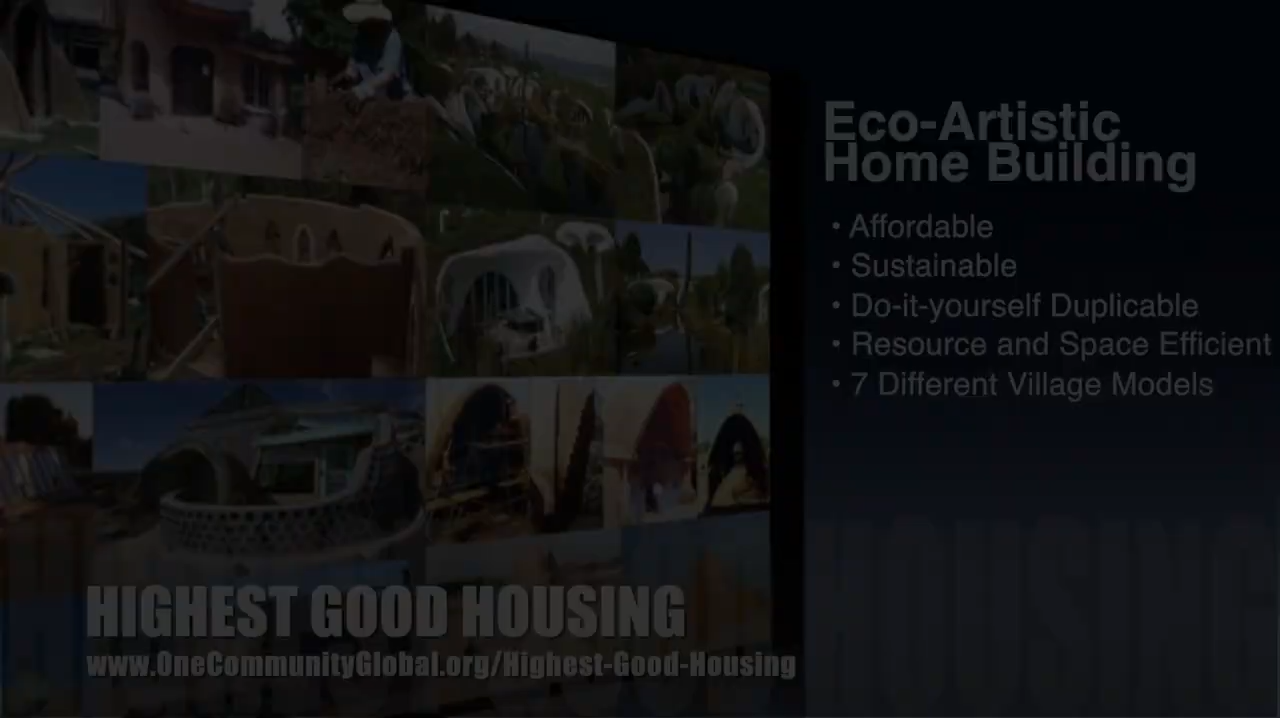 Eco-Artistic
Home Building
• Affordable
• Sustainable
• Do-it-yourself Duplicable
• Resource and Space Efficient
• 7 Different Village Models
HIGHEST GOOD HOUSING
www.OneCommunityGlobal.org/Highest-Good-Housing
HOUSING